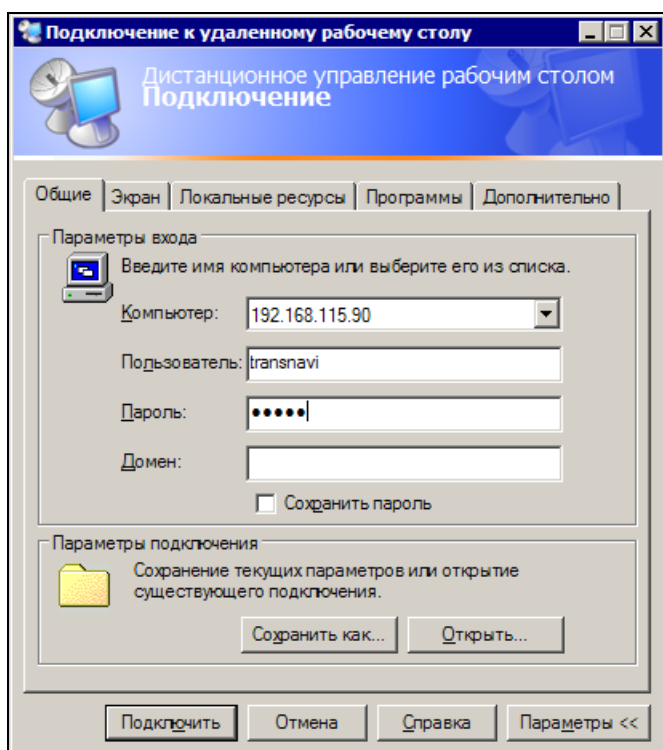 Подключение к удаленному рабочему столу
Дистанционное управление рабочим столом
Подключение
Общие Экран Локальные ресурсы Программы Дополнительно
Параметры входа
Введите имя компьютера или выберите его из списка.
Компьютер: 192.168.115.90
Пользователь: transnavi
Пароль: •••••
Домен:
Сохранить пароль
Параметры подключения
Сохранение текущих параметров или открытие
существующего подключения.
Сохранить как... Открыть...
Подключить Отмена Справка Параметры <<